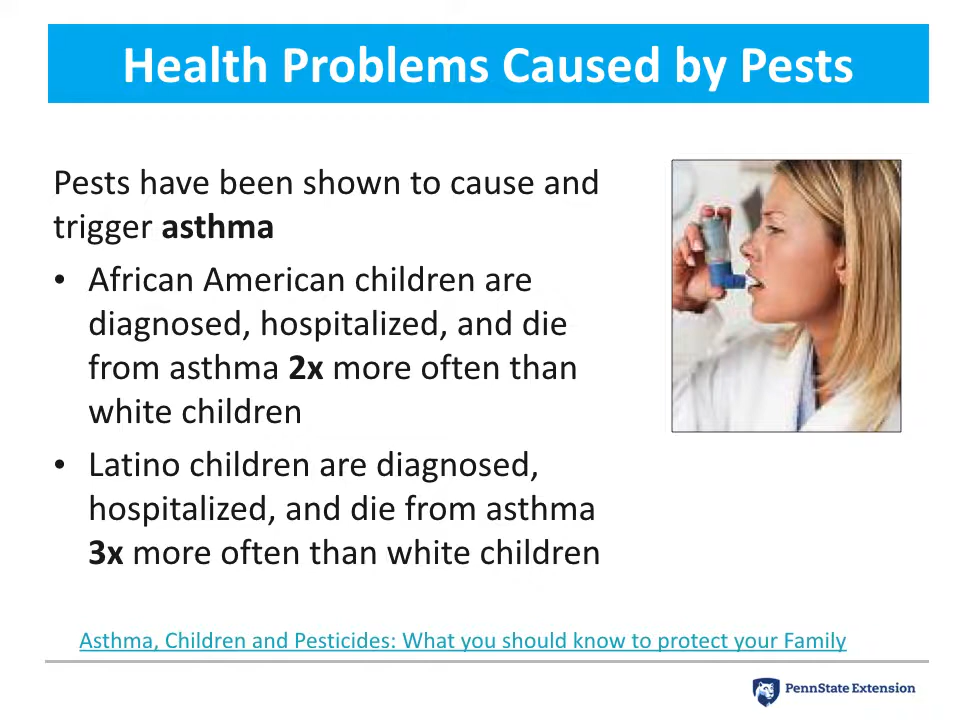 Health Problems Caused by Pests
Pests have been shown to cause and
trigger asthma
• African American children are
diagnosed, hospitalized, and die
from asthma 2x more often than
white children
• Latino children are diagnosed,
hospitalized, and die from asthma
3x more often than white children
Asthma, Children and Pesticides: What you should know to protect your Family
PennState Extension